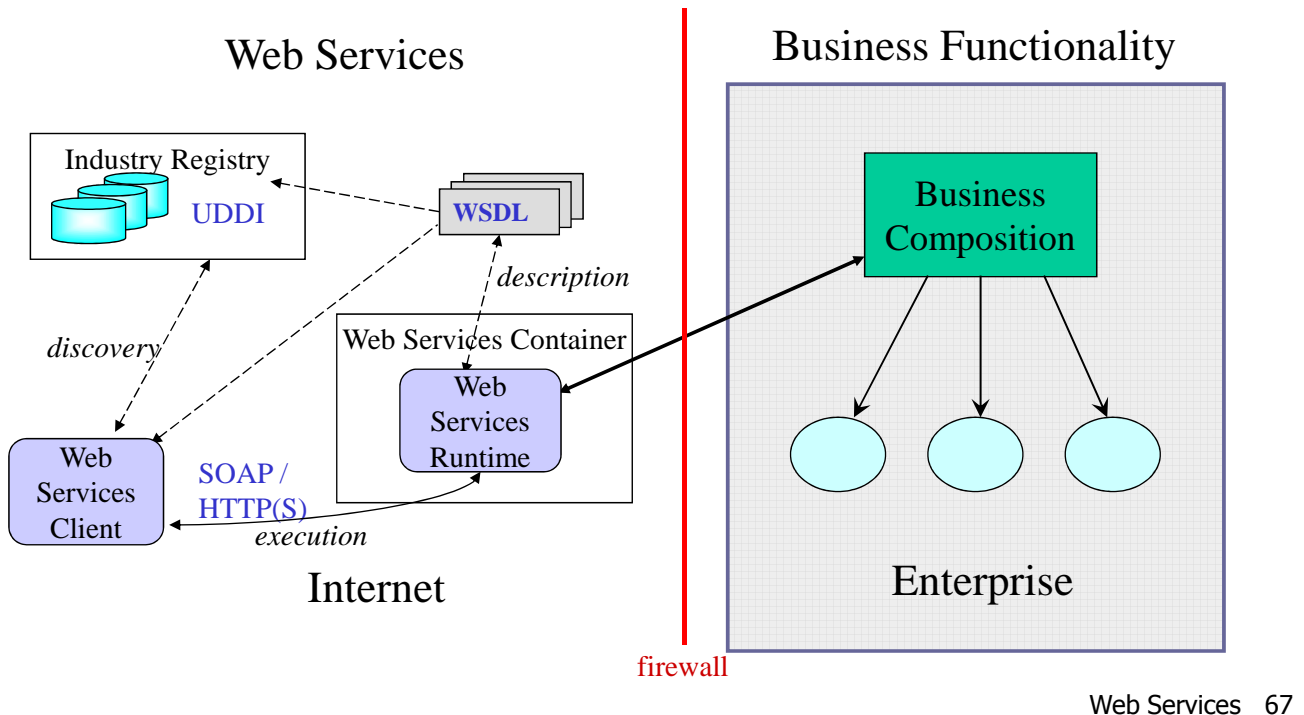 Web Services
Business Functionality
Industry Registry
UDDI
WSDL
description
discovery
Web Services Container
Web
Services
Runtime
Web
Services
Client
SOAP /
HTTP(S)
execution
Internet
Business
Composition
Enterprise
firewall
Web Services 67